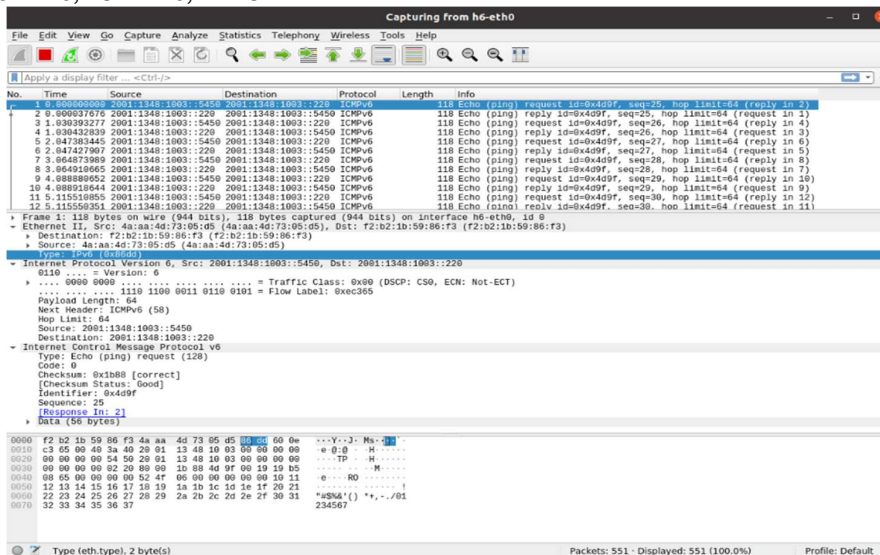 Capturing from h6-eth0
File Edit View Go Capture Analyze Statistics Telephony Wireless Tools Help
Apply a display filter ... <Ctrl-/>
No. Time Source Destination Protocol Length Info
1 0.000000000 2001:1348:1003::5450 2001:1348:1003::220 ICMPv6 118 Echo (ping) request id=0x4d9f, seq=25, hop limit=64 (reply in 2)
2 0.000037676 2001:1348:1003::220 2001:1348:1003::5450 ICMPv6 118 Echo (ping) reply id=0x4d9f, seq=25, hop limit=64 (request in 1)
3 1.030393277 2001:1348:1003::5450 2001:1348:1003::220 ICMPv6 118 Echo (ping) request id=0x4d9f, seq=26, hop limit=64 (reply in 4)
4 1.030432839 2001:1348:1003::220 2001:1348:1003::5450 ICMPv6 118 Echo (ping) reply id=0x4d9f, seq=26, hop limit=64 (request in 3)
5 2.047383445 2001:1348:1003::5450 2001:1348:1003::220 ICMPv6 118 Echo (ping) request id=0x4d9f, seq=27, hop limit=64 (reply in 6)
6 2.047427907 2001:1348:1003::220 2001:1348:1003::5450 ICMPv6 118 Echo (ping) reply id=0x4d9f, seq=27, hop limit=64 (request in 5)
7 3.064873989 2001:1348:1003::5450 2001:1348:1003::220 ICMPv6 118 Echo (ping) request id=0x4d9f, seq=28, hop limit=64 (reply in 8)
8 3.064910665 2001:1348:1003::220 2001:1348:1003::5450 ICMPv6 118 Echo (ping) reply id=0x4d9f, seq=28, hop limit=64 (request in 7)
9 4.088880652 2001:1348:1003::5450 2001:1348:1003::220 ICMPv6 118 Echo (ping) request id=0x4d9f, seq=29, hop limit=64 (reply in 10)
10 4.088918644 2001:1348:1003::220 2001:1348:1003::5450 ICMPv6 118 Echo (ping) reply id=0x4d9f, seq=29, hop limit=64 (request in 9)
11 5.115510855 2001:1348:1003::5450 2001:1348:1003::220 ICMPv6 118 Echo (ping) request id=0x4d9f, seq=30, hop limit=64 (reply in 12)
12 5.115550351 2001:1348:1003::220 2001:1348:1003::5450 ICMPv6 118 Echo (ping) reply id=0x4d9f, seq=30, hop limit=64 (request in 11)
Frame 1: 118 bytes on wire (944 bits), 118 bytes captured (944 bits) on interface h6-eth0, id 0
Ethernet II, Src: 4a:aa:4d:73:05:d5 (4a:aa:4d:73:05:d5), Dst: f2:b2:1b:59:86:f3 (f2:b2:1b:59:86:f3)
Destination: f2:b2:1b:59:86:f3 (f2:b2:1b:59:86:f3)
Source: 4a:aa:4d:73:05:d5 (4a:aa:4d:73:05:d5)
Type: IPv6 (0x86dd)
Internet Protocol Version 6, Src: 2001:1348:1003::5450, Dst: 2001:1348:1003::220
0110 .... = Version: 6
.... 0000 0000 .... .... .... .... .... = Traffic Class: 0x00 (DSCP: CS0, ECN: Not-ECT)
.... .... .... 1110 1100 0011 0110 0101 = Flow Label: 0xec365
Payload Length: 64
Next Header: ICMPv6 (58)
Hop Limit: 64
Source: 2001:1348:1003::5450
Destination: 2001:1348:1003::220
Internet Control Message Protocol v6
Type: Echo (ping) request (128)
Code: 0
Checksum: 0x1b88 [correct]
[Checksum Status: Good]
Identifier: 0x4d9f
Sequence: 25
[Response In: 2]
Data (56 bytes)
0000 f2 b2 1b 59 86 f3 4a aa 4d 73 05 d5 86 dd 60 0e ···Y··J· Ms····`·
0010 c3 65 00 40 3a 40 20 01 13 48 10 03 00 00 00 00 ·e·@:@ · ·H······
0020 00 00 00 00 54 50 20 01 13 48 10 03 00 00 00 00 ····TP · ·H······
0030 00 00 00 00 02 20 80 00 1b 88 4d 9f 00 19 19 b5 ····· ·· ··M·····
0040 08 65 00 00 00 00 52 4f 06 00 00 00 00 00 10 11 ·e····RO ········
0050 12 13 14 15 16 17 18 19 1a 1b 1c 1d 1e 1f 20 21 ········ ······ !
0060 22 23 24 25 26 27 28 29 2a 2b 2c 2d 2e 2f 30 31 "#$%&'() *+,-./01
0070 32 33 34 35 36 37 234567
Type (eth.type), 2 byte(s)
Packets: 551 · Displayed: 551 (100.0%)
Profile: Default